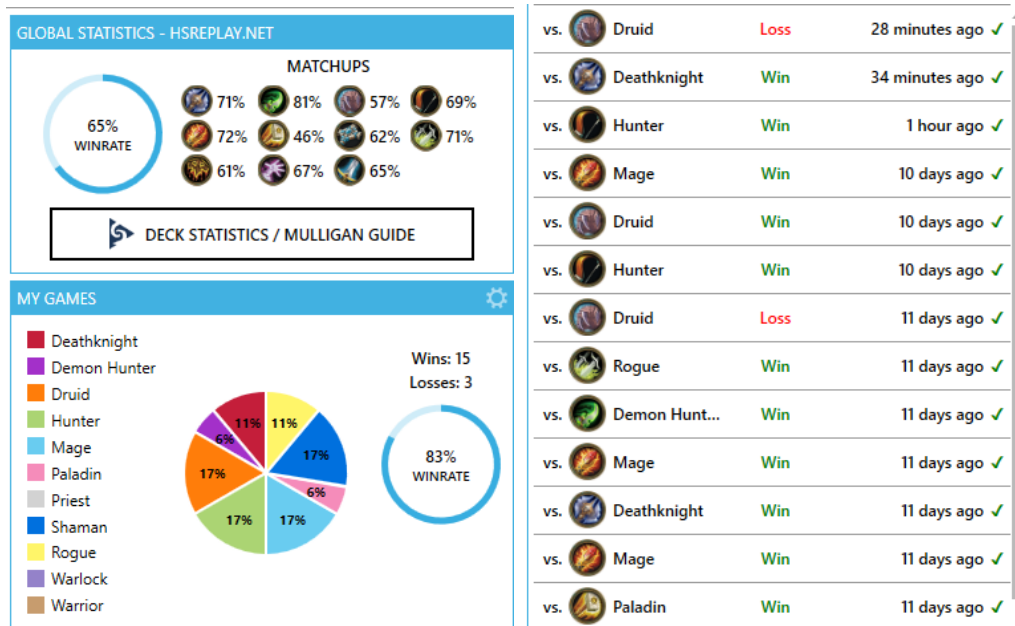 GLOBAL STATISTICS - HSREPLAY.NET
MATCHUPS
65%
WINRATE
71% 81% 57% 69%
72% 46% 62% 71%
61% 67% 65%
DECK STATISTICS / MULLIGAN GUIDE
MY GAMES
Deathknight
Demon Hunter
Druid
Hunter
Mage
Paladin
Priest
Shaman
Rogue
Warlock
Warrior
11% 11%
6% 17%
17% 6%
17% 17%
Wins: 15
Losses: 3
83%
WINRATE
vs. Druid Loss 28 minutes ago ✓
vs. Deathknight Win 34 minutes ago ✓
vs. Hunter Win 1 hour ago ✓
vs. Mage Win 10 days ago ✓
vs. Druid Win 10 days ago ✓
vs. Hunter Win 10 days ago ✓
vs. Druid Loss 11 days ago ✓
vs. Rogue Win 11 days ago ✓
vs. Demon Hunt... Win 11 days ago ✓
vs. Mage Win 11 days ago ✓
vs. Deathknight Win 11 days ago ✓
vs. Mage Win 11 days ago ✓
vs. Paladin Win 11 days ago ✓